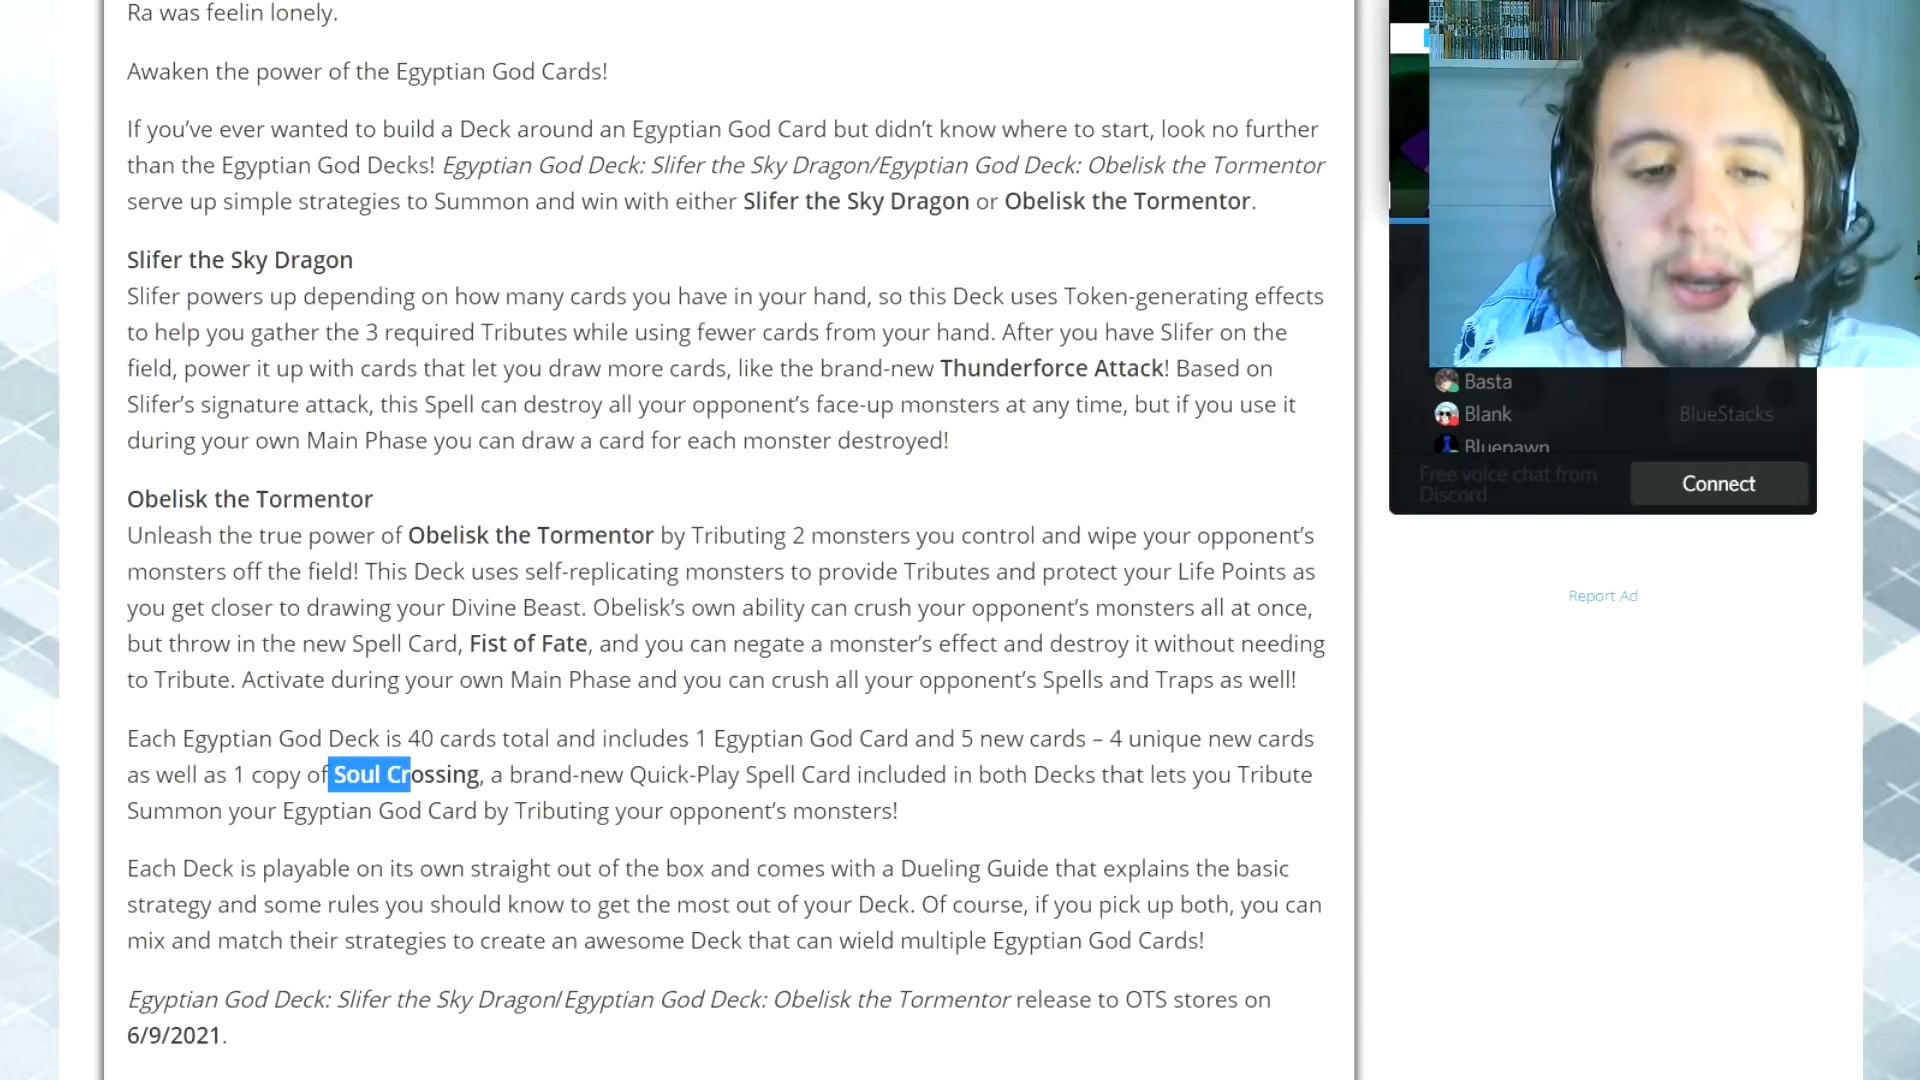 Ra was feelin lonely.
Awaken the power of the Egyptian God Cards!
If you’ve ever wanted to build a Deck around an Egyptian God Card but didn’t know where to start, look no further
than the Egyptian God Decks! Egyptian God Deck: Slifer the Sky Dragon/Egyptian God Deck: Obelisk the Tormentor
serve up simple strategies to Summon and win with either Slifer the Sky Dragon or Obelisk the Tormentor.
Slifer the Sky Dragon
Slifer powers up depending on how many cards you have in your hand, so this Deck uses Token-generating effects
to help you gather the 3 required Tributes while using fewer cards from your hand. After you have Slifer on the
field, power it up with cards that let you draw more cards, like the brand-new Thunderforce Attack! Based on
Slifer’s signature attack, this Spell can destroy all your opponent’s face-up monsters at any time, but if you use it
during your own Main Phase you can draw a card for each monster destroyed!
Obelisk the Tormentor
Unleash the true power of Obelisk the Tormentor by Tributing 2 monsters you control and wipe your opponent’s
monsters off the field! This Deck uses self-replicating monsters to provide Tributes and protect your Life Points as
you get closer to drawing your Divine Beast. Obelisk’s own ability can crush your opponent’s monsters all at once,
but throw in the new Spell Card, Fist of Fate, and you can negate a monster’s effect and destroy it without needing
to Tribute. Activate during your own Main Phase and you can crush all your opponent’s Spells and Traps as well!
Each Egyptian God Deck is 40 cards total and includes 1 Egyptian God Card and 5 new cards – 4 unique new cards
as well as 1 copy of Soul Crossing, a brand-new Quick-Play Spell Card included in both Decks that lets you Tribute
Summon your Egyptian God Card by Tributing your opponent’s monsters!
Each Deck is playable on its own straight out of the box and comes with a Dueling Guide that explains the basic
strategy and some rules you should know to get the most out of your Deck. Of course, if you pick up both, you can
mix and match their strategies to create an awesome Deck that can wield multiple Egyptian God Cards!
Egyptian God Deck: Slifer the Sky Dragon/Egyptian God Deck: Obelisk the Tormentor release to OTS stores on
6/9/2021.
Basta
Blank
BlueStacks
Bluepawn
Free voice chat from
Discord
Connect
Report Ad